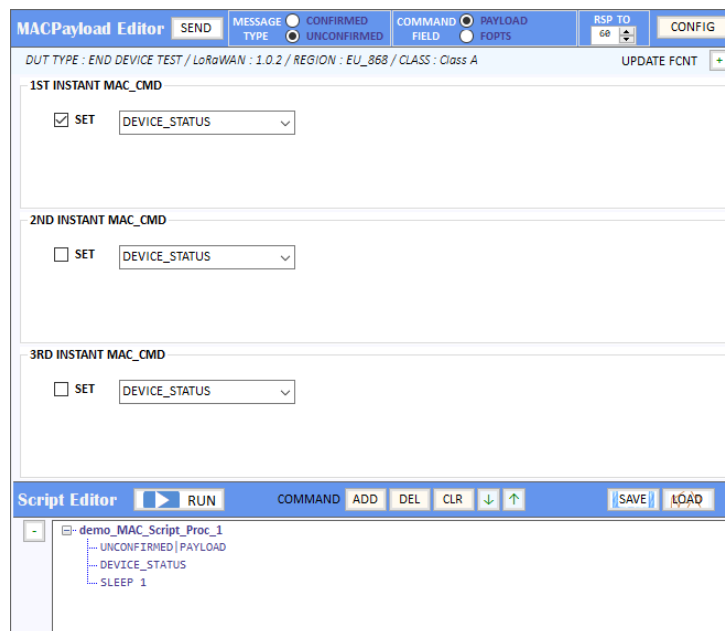 MACPayload Editor SEND MESSAGE TYPE CONFIRMED UNCONFIRMED COMMAND FIELD PAYLOAD FOPTS RSP TO 60 CONFIG
DUT TYPE : END DEVICE TEST / LoRaWAN : 1.0.2 / REGION : EU_868 / CLASS : Class A UPDATE FCNT +
1ST INSTANT MAC_CMD
SET DEVICE_STATUS
2ND INSTANT MAC_CMD
SET DEVICE_STATUS
3RD INSTANT MAC_CMD
SET DEVICE_STATUS
Script Editor RUN COMMAND ADD DEL CLR ↓ ↑ SAVE LOAD
- demo_MAC_Script_Proc_1
UNCONFIRMED|PAYLOAD
DEVICE_STATUS
SLEEP 1